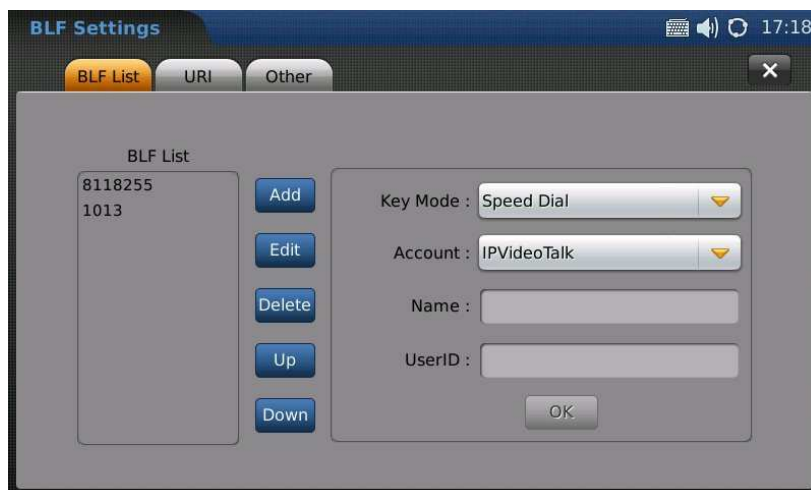 BLF Settings
17:18
BLF List URI Other
BLF List
8118255
1013
Add
Edit
Delete
Up
Down
Key Mode : Speed Dial
Account : IPVideoTalk
Name :
UserID :
OK